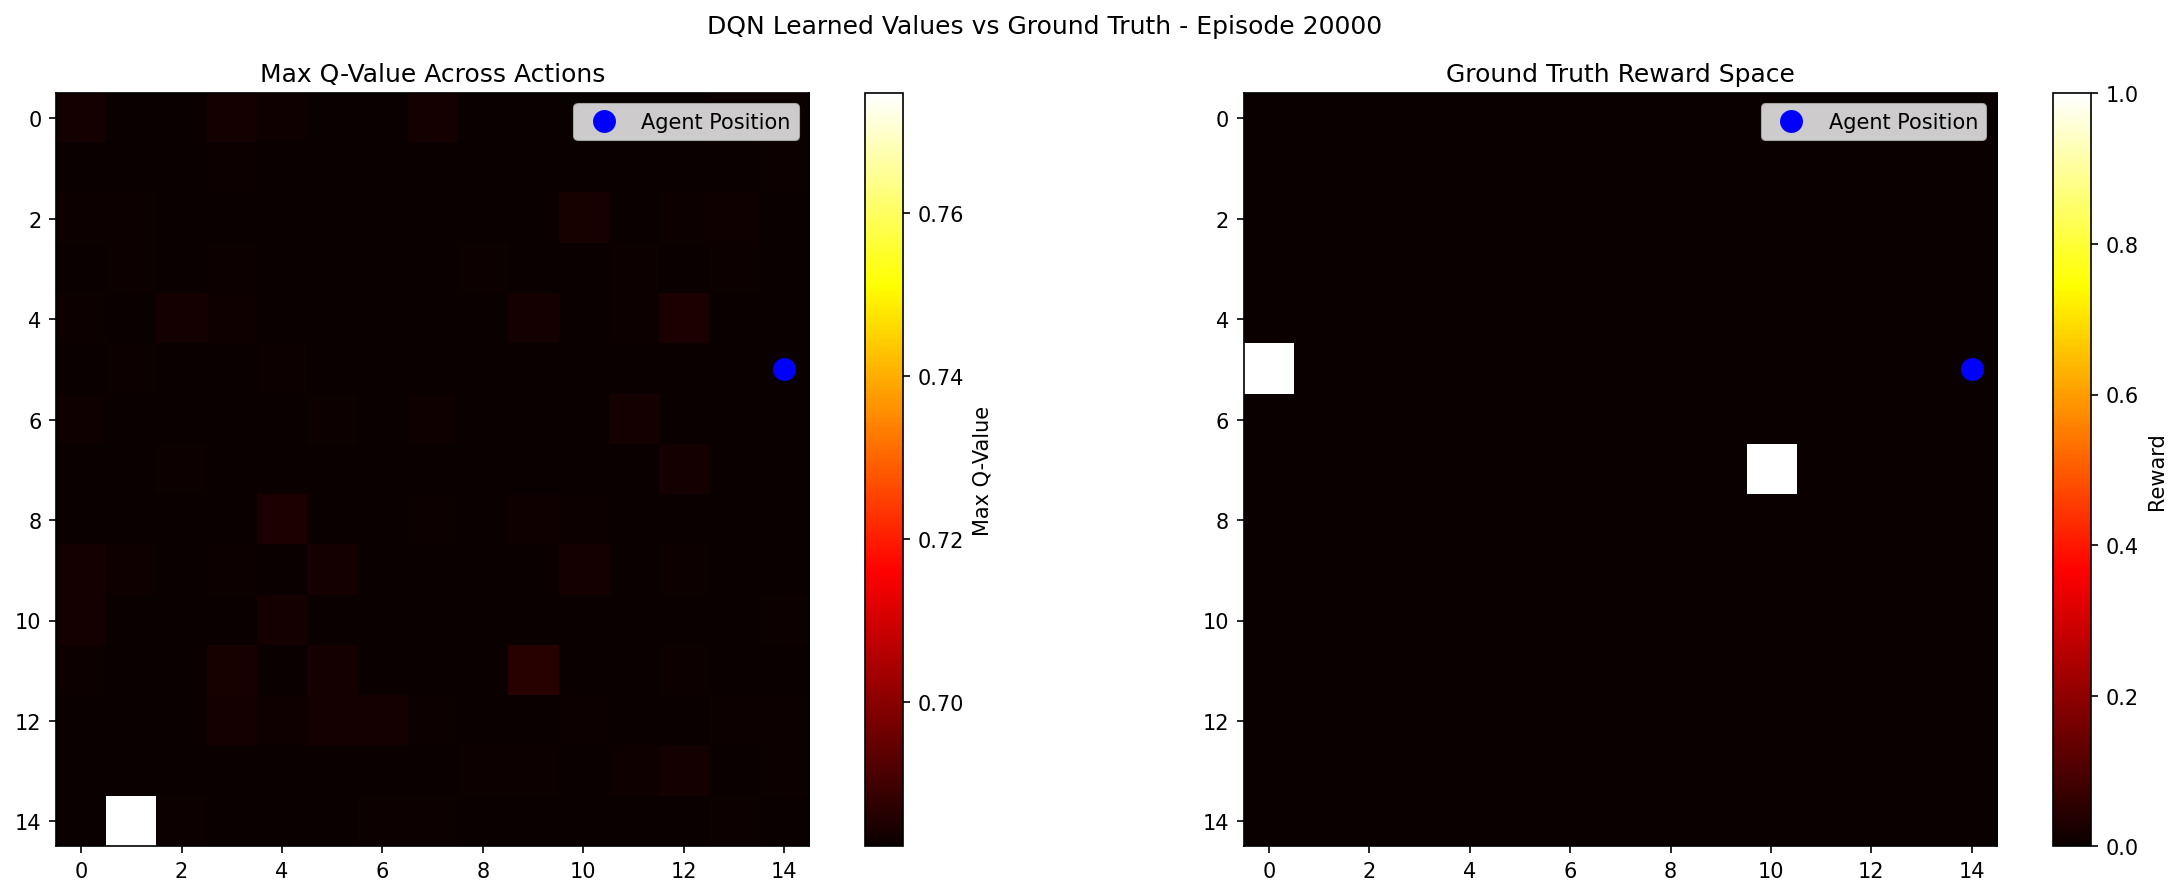 DQN Learned Values vs Ground Truth - Episode 20000
Max Q-Value Across Actions
Agent Position
0
2
4
6
8
10
12
14
0 2 4 6 8 10 12 14
0.76
0.74
0.72
0.70
Max Q-Value
Ground Truth Reward Space
Agent Position
0
2
4
6
8
10
12
14
0 2 4 6 8 10 12 14
1.0
0.8
0.6
0.4
0.2
0.0
Reward